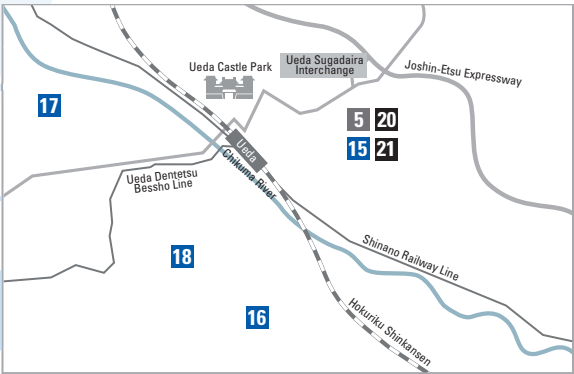 Ueda Castle Park
Ueda Sugadaira
Interchange
Joshin-Etsu Expressway
17
5 20
15 21
Ueda
Chikuma River
Ueda Dentetsu
Bessho Line
18
Shinano Railway Line
16
Hokuriku Shinkansen